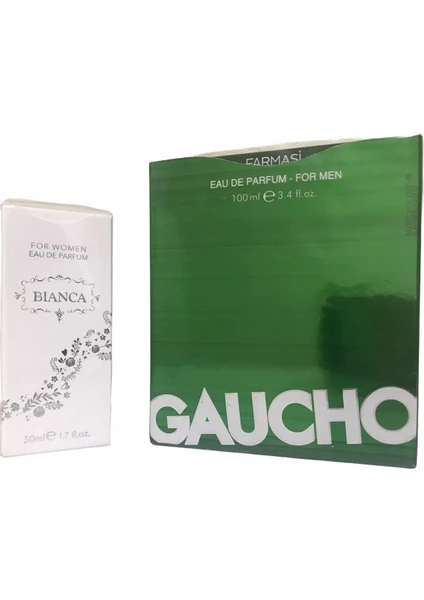 FOR WOMEN
EAU DE PARFUM
BIANCA
50ml e 1.7 fl.oz.
FARMASİ
EAU DE PARFUM - FOR MEN
100 ml e 3.4 fl.oz.
GAUCHO